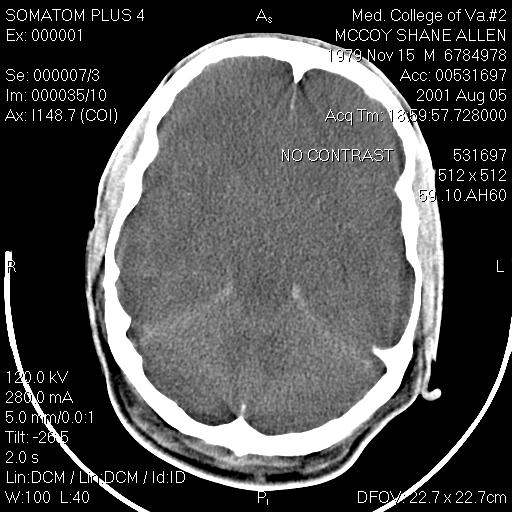 SOMATOM PLUS 4
Ex: 000001
Se: 000007/3
Im: 000035/10
Ax: I148.7 (COI)
As
Med. College of Va.#2
MCCOY SHANE ALLEN
1979 Nov 15 M 6784978
Acc: 00531697
2001 Aug 05
Acq Tm: 18:59:57.728000
NO CONTRAST
531697
512 x 512
59.10.AH60
R
L
120.0 kV
280.0 mA
5.0 mm/0.0:1
Tilt: -26.5
2.0 s
Lin:DCM / Lin:DCM / Id:ID
W:100 L:40
Pi
DFOV: 22.7 x 22.7cm